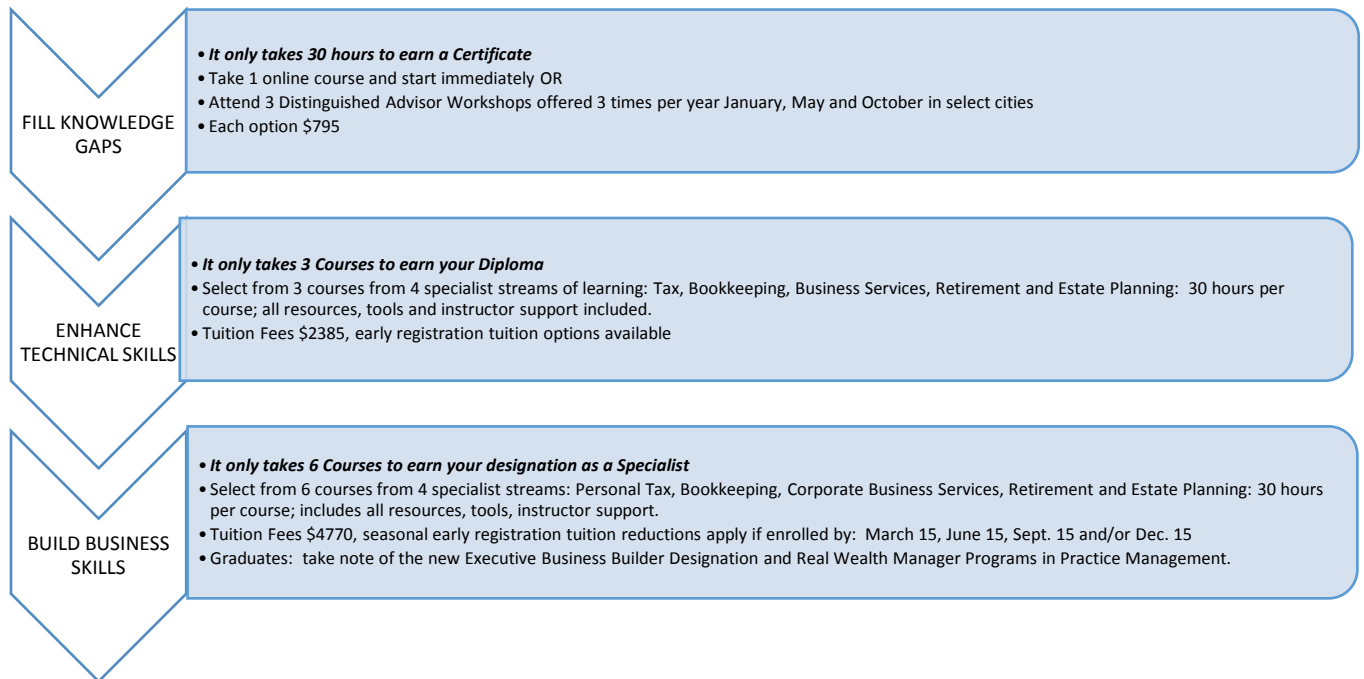 FILL KNOWLEDGE
GAPS
• It only takes 30 hours to earn a Certificate
• Take 1 online course and start immediately OR
• Attend 3 Distinguished Advisor Workshops offered 3 times per year January, May and October in select cities
• Each option $795
ENHANCE
TECHNICAL SKILLS
• It only takes 3 Courses to earn your Diploma
• Select from 3 courses from 4 specialist streams of learning: Tax, Bookkeeping, Business Services, Retirement and Estate Planning: 30 hours per
course; all resources, tools and instructor support included.
• Tuition Fees $2385, early registration tuition options available
BUILD BUSINESS
SKILLS
• It only takes 6 Courses to earn your designation as a Specialist
• Select from 6 courses from 4 specialist streams: Personal Tax, Bookkeeping, Corporate Business Services, Retirement and Estate Planning: 30 hours
per course; includes all resources, tools, instructor support.
• Tuition Fees $4770, seasonal early registration tuition reductions apply if enrolled by: March 15, June 15, Sept. 15 and/or Dec. 15
• Graduates: take note of the new Executive Business Builder Designation and Real Wealth Manager Programs in Practice Management.